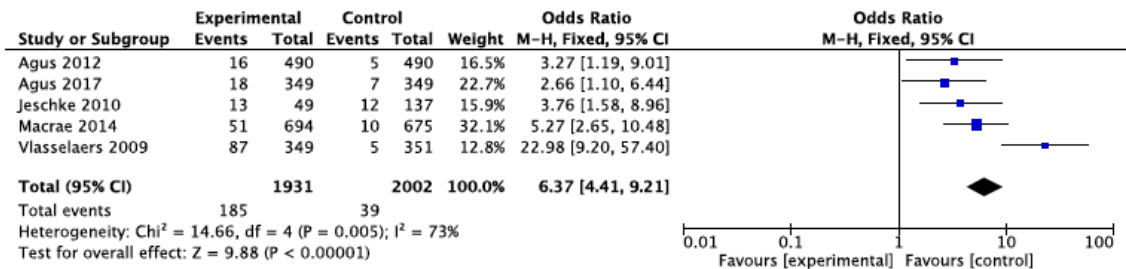 Experimental Control Odds Ratio Odds Ratio
Study or Subgroup Events Total Events Total Weight M-H, Fixed, 95% CI M-H, Fixed, 95% CI
Agus 2012 16 490 5 490 16.5% 3.27 [1.19, 9.01]
Agus 2017 18 349 7 349 22.7% 2.66 [1.10, 6.44]
Jeschke 2010 13 49 12 137 15.9% 3.76 [1.58, 8.96]
Macrae 2014 51 694 10 675 32.1% 5.27 [2.65, 10.48]
Vlasselaers 2009 87 349 5 351 12.8% 22.98 [9.20, 57.40]
Total (95% CI) 1931 2002 100.0% 6.37 [4.41, 9.21]
Total events 185 39
Heterogeneity: Chi² = 14.66, df = 4 (P = 0.005); I² = 73%
Test for overall effect: Z = 9.88 (P < 0.00001)
0.01 0.1 1 10 100
Favours [experimental] Favours [control]